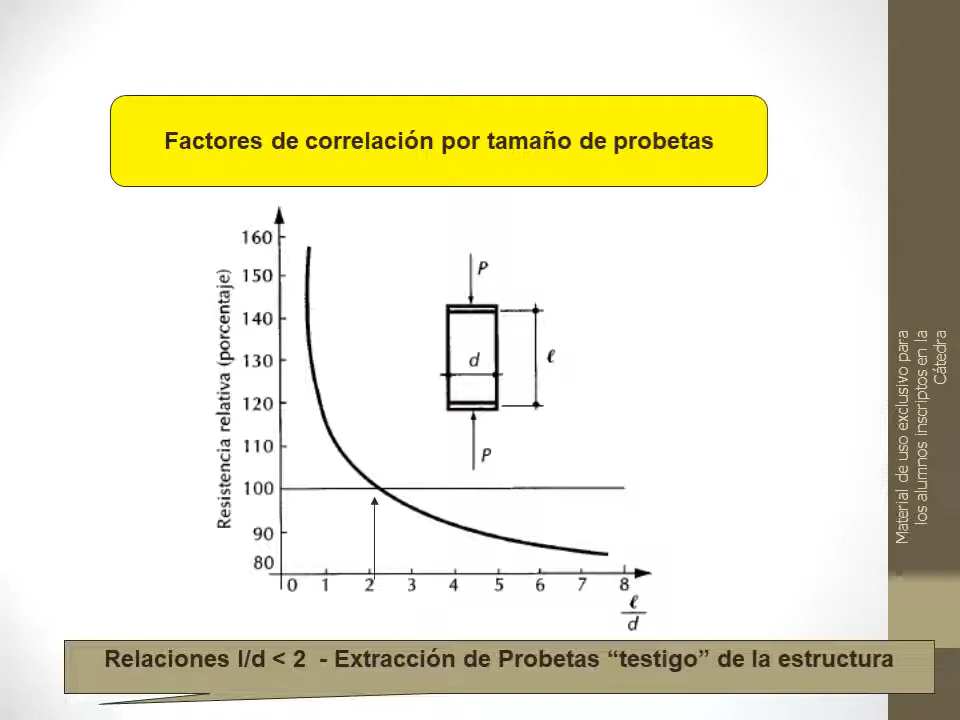 Factores de correlación por tamaño de probetas
Resistencia relativa (porcentaje)
160
150
140
130
120
110
100
90
80
0 1 2 3 4 5 6 7 8
ℓ
d
P
d
ℓ
P
Relaciones l/d < 2 - Extracción de Probetas “testigo” de la estructura
Material de uso exclusivo para
los alumnos inscriptos en la
Cátedra